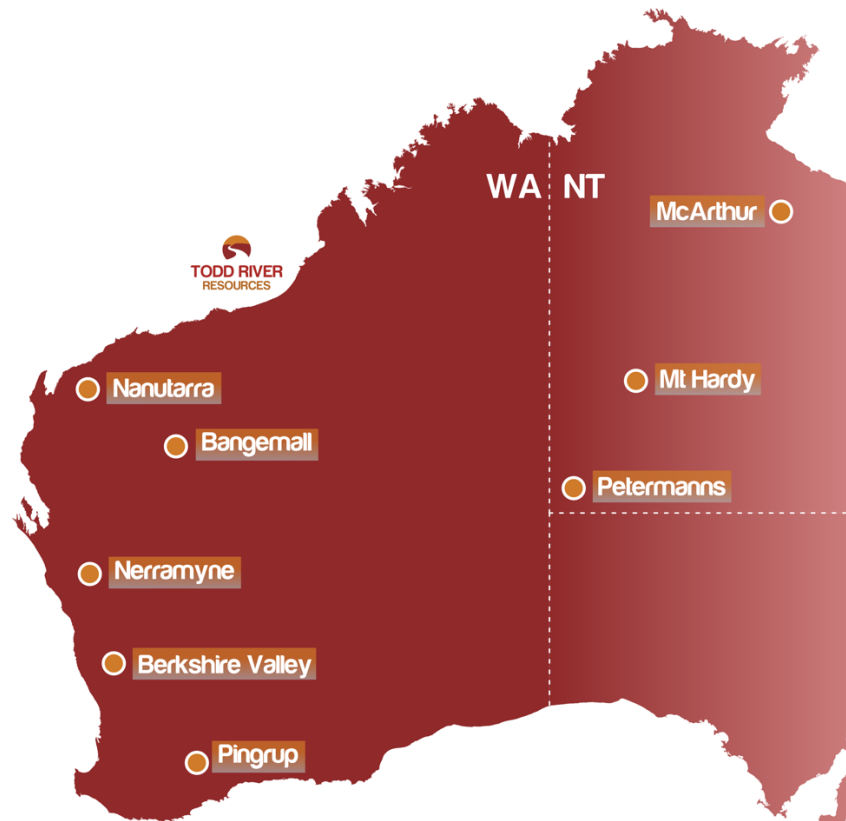 WA NT
McArthur
TODD RIVER
RESOURCES
Nanutarra
Mt Hardy
Bangemall
Petermanns
Nerramyne
Berkshire Valley
Pingrup